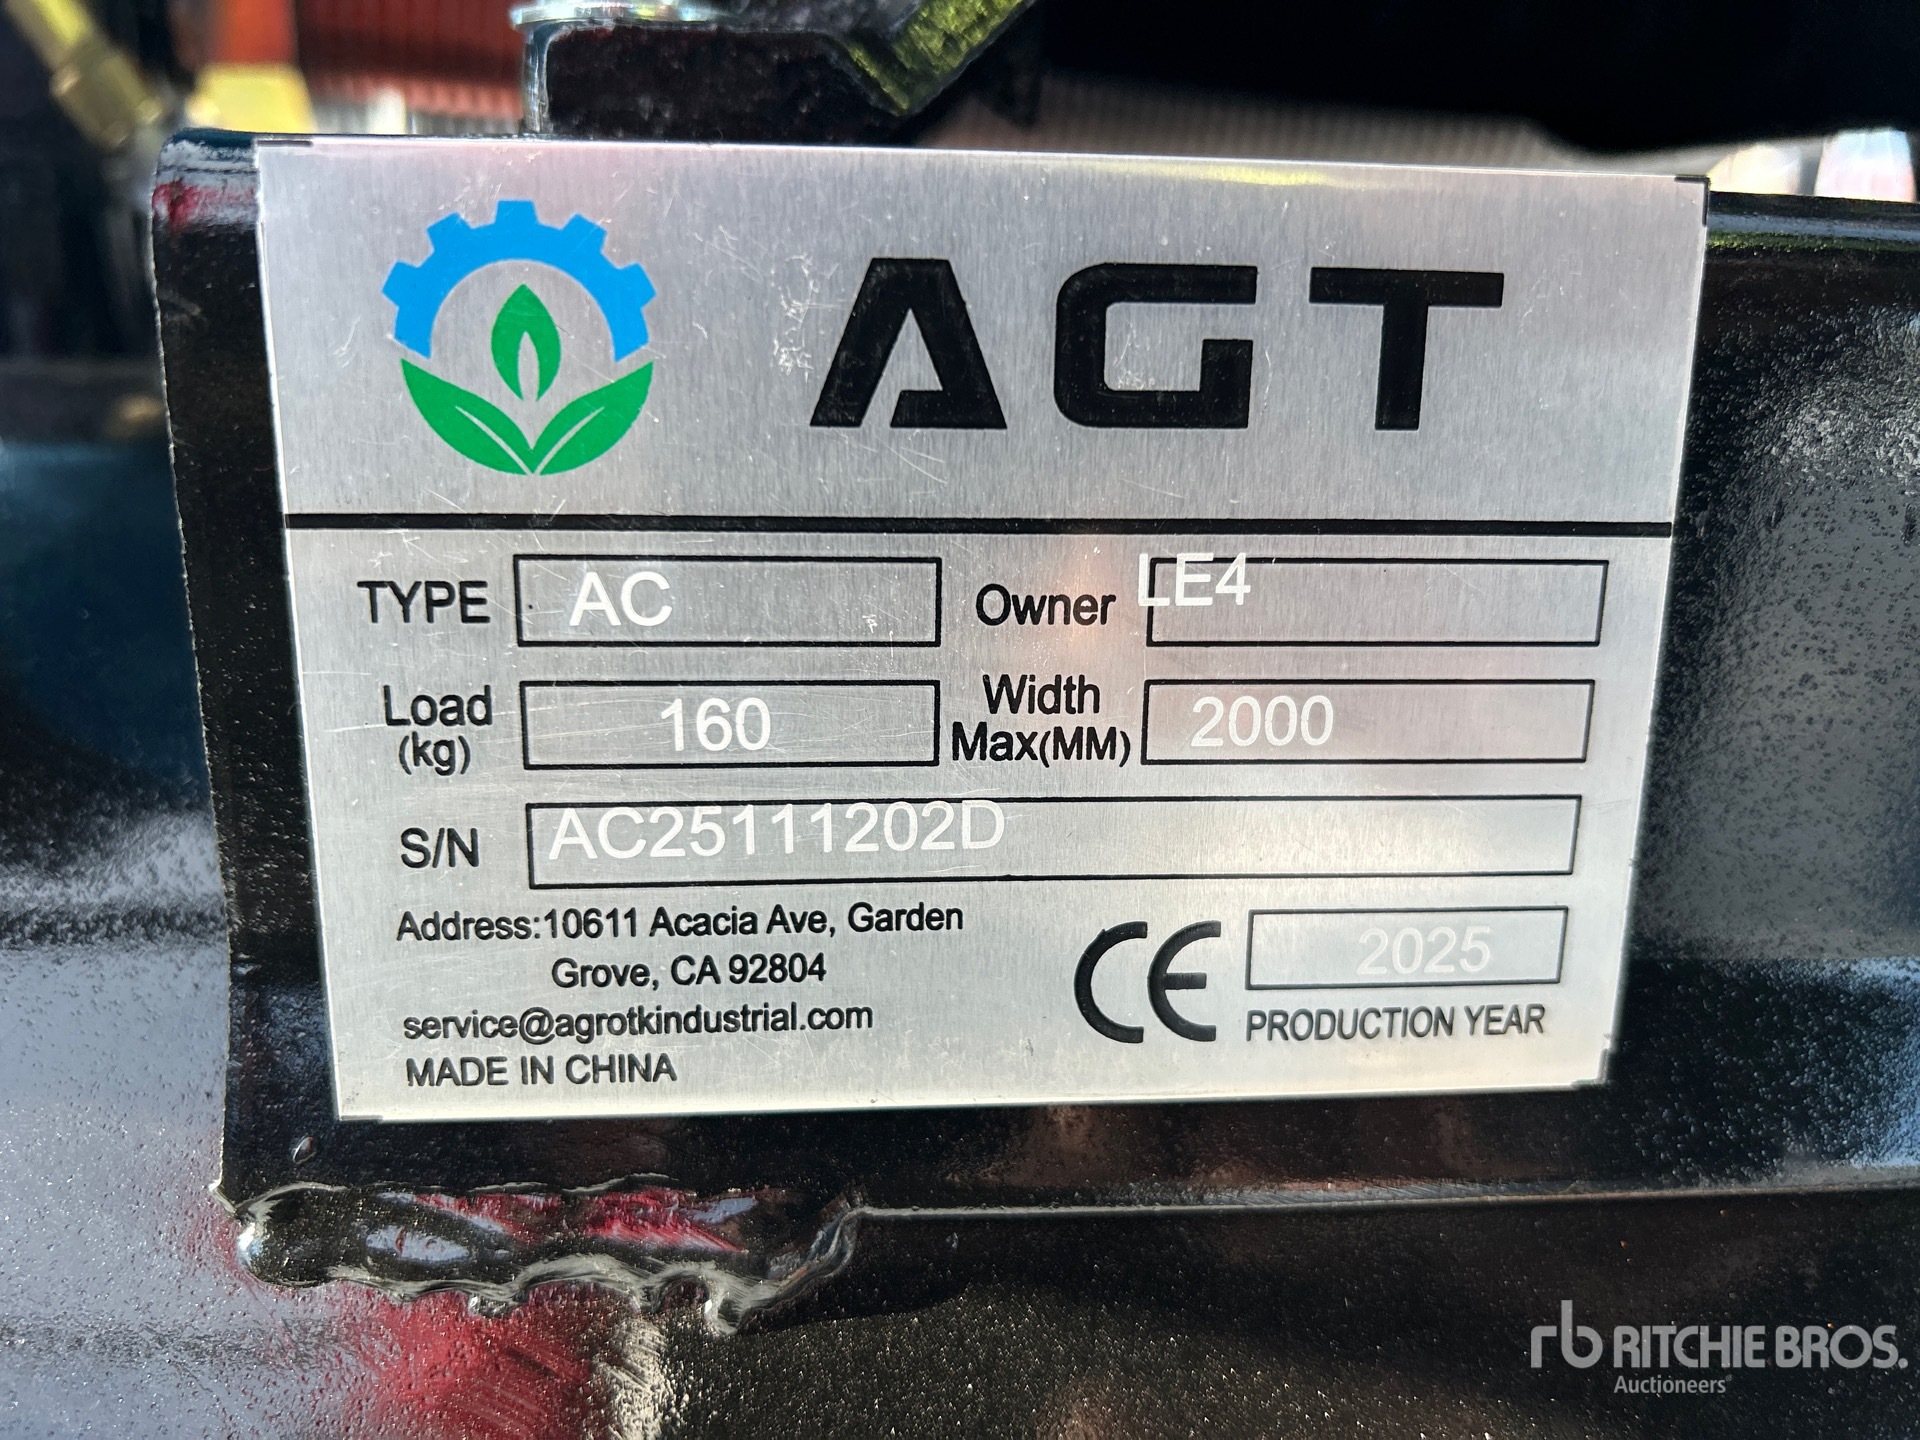 AGT
TYPE AC Owner LE4
Load (kg) 160 Width Max(MM) 2000
S/N AC25111202D
Address:10611 Acacia Ave, Garden
Grove, CA 92804
service@agrotkindustrial.com
MADE IN CHINA
CE 2025
PRODUCTION YEAR
rb RITCHIE BROS.
Auctioneers